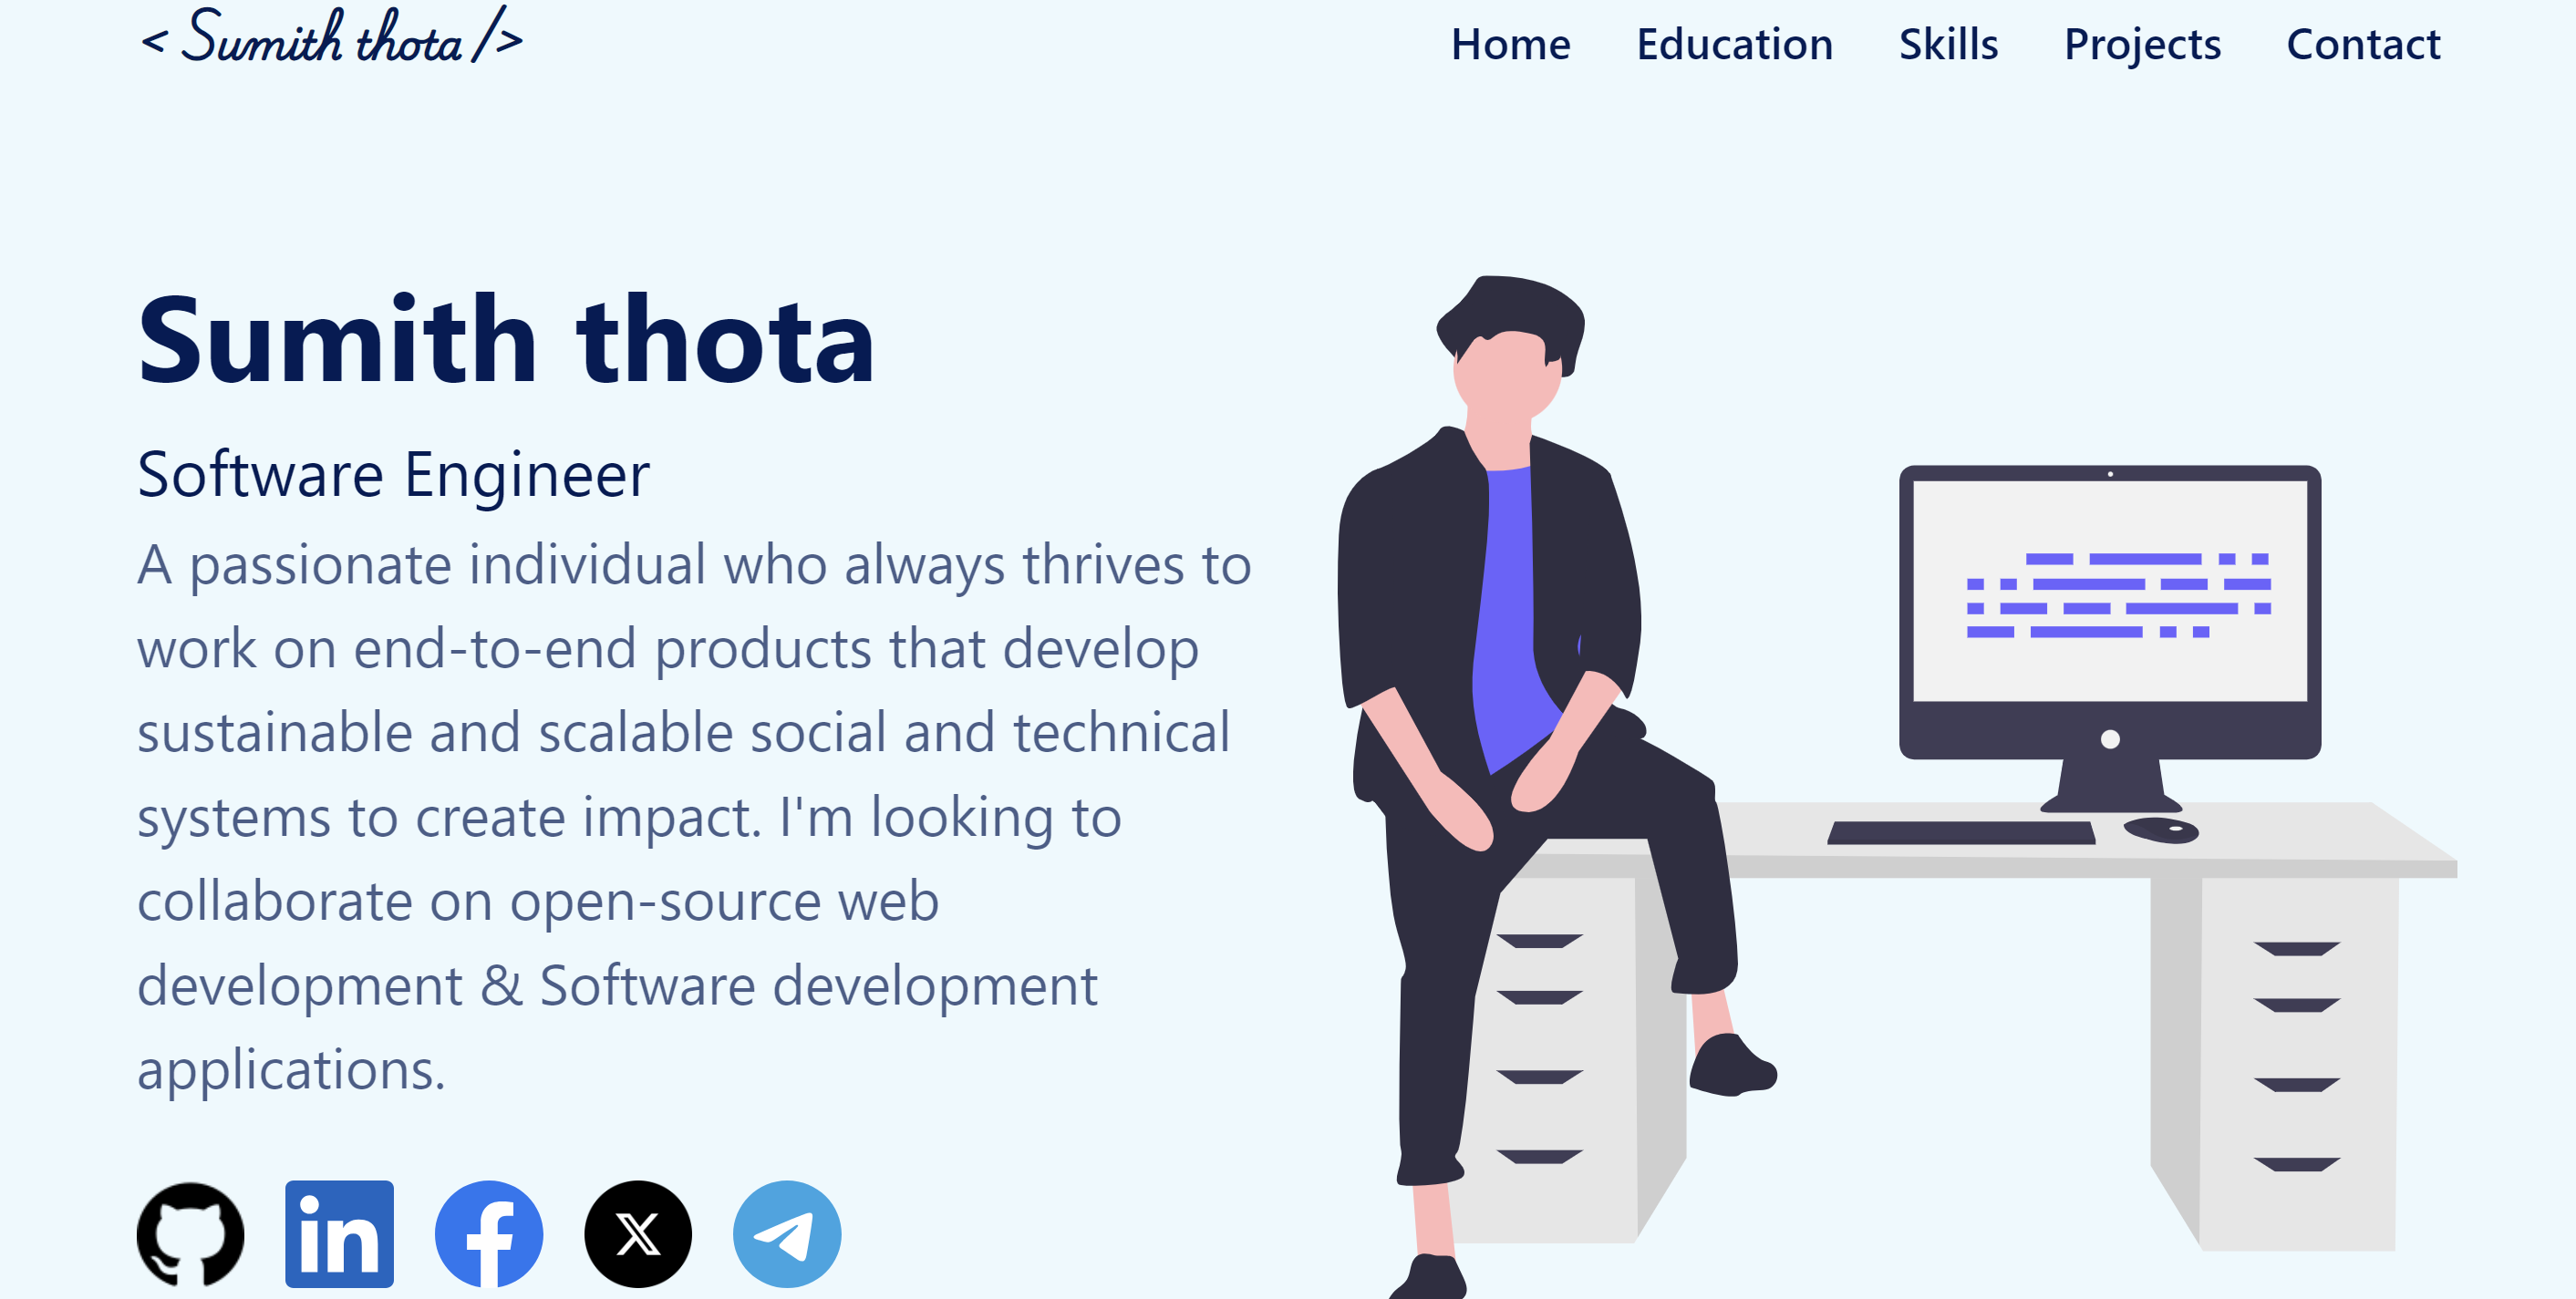 < Sumith thota />
Home Education Skills Projects Contact
Sumith thota
Software Engineer
A passionate individual who always thrives to
work on end-to-end products that develop
sustainable and scalable social and technical
systems to create impact. I'm looking to
collaborate on open-source web
development & Software development
applications.
in f X